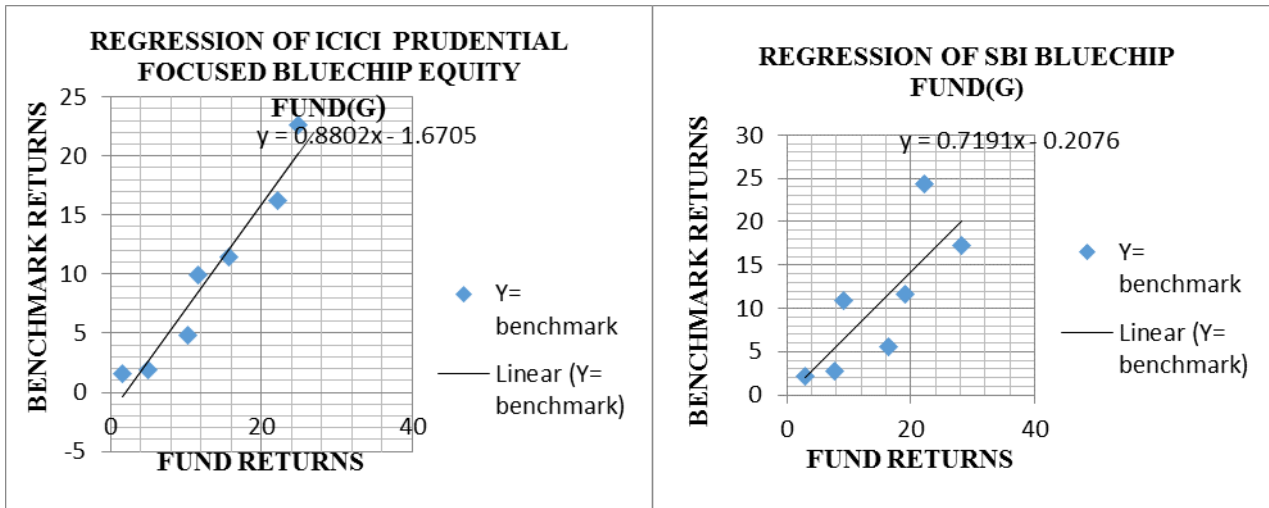 REGRESSION OF ICICI PRUDENTIAL
FOCUSED BLUECHIP EQUITY
FUND(G)
y = 0.8802x - 1.6705
BENCHMARK RETURNS
25
20
15
10
5
0
-5
0
20
40
FUND RETURNS
Y=
benchmark
Linear (Y=
benchmark)
REGRESSION OF SBI BLUECHIP
FUND(G)
y = 0.7191x - 0.2076
BENCHMARK RETURNS
30
25
20
15
10
5
0
0
20
40
FUND RETURNS
Y=
benchmark
Linear (Y=
benchmark)